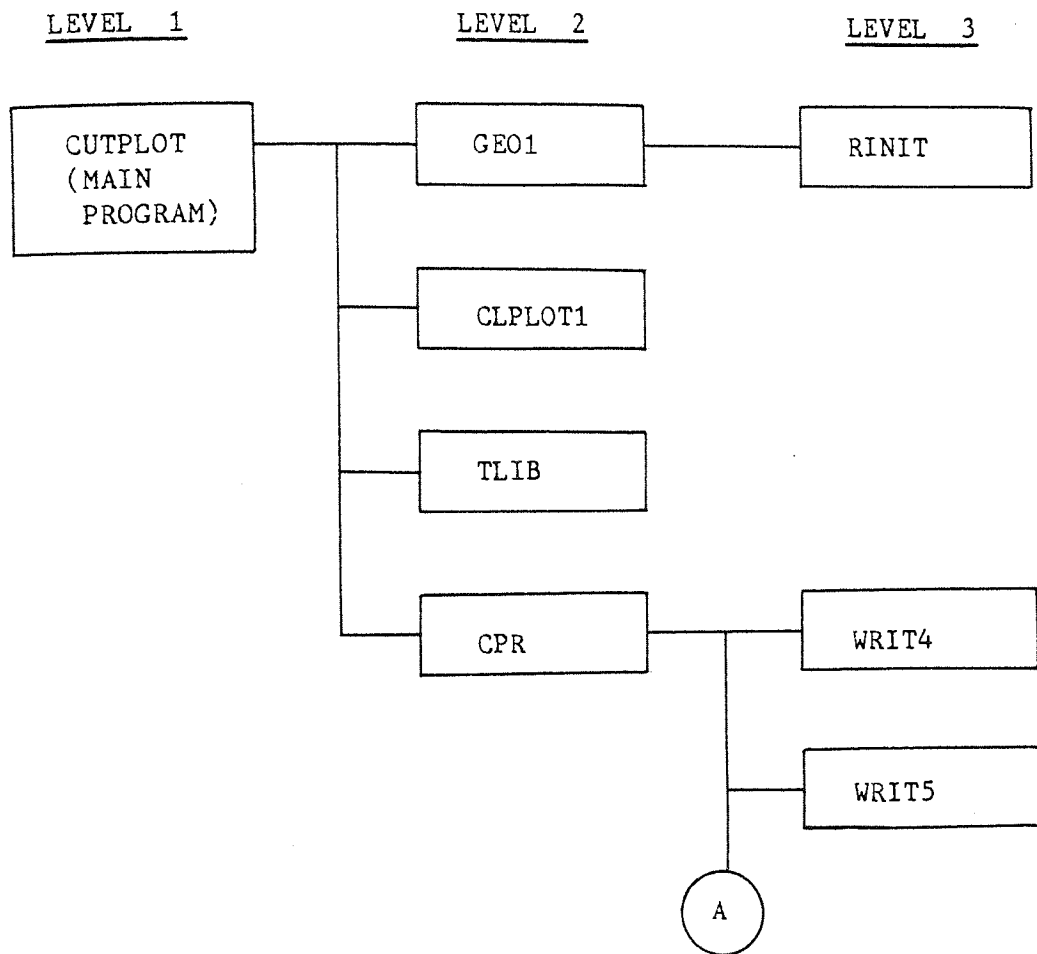 LEVEL 1
LEVEL 2
LEVEL 3
CUTPLOT
(MAIN
PROGRAM)
GEO1
RINIT
CLPLOT1
TLIB
CPR
WRIT4
WRIT5
A